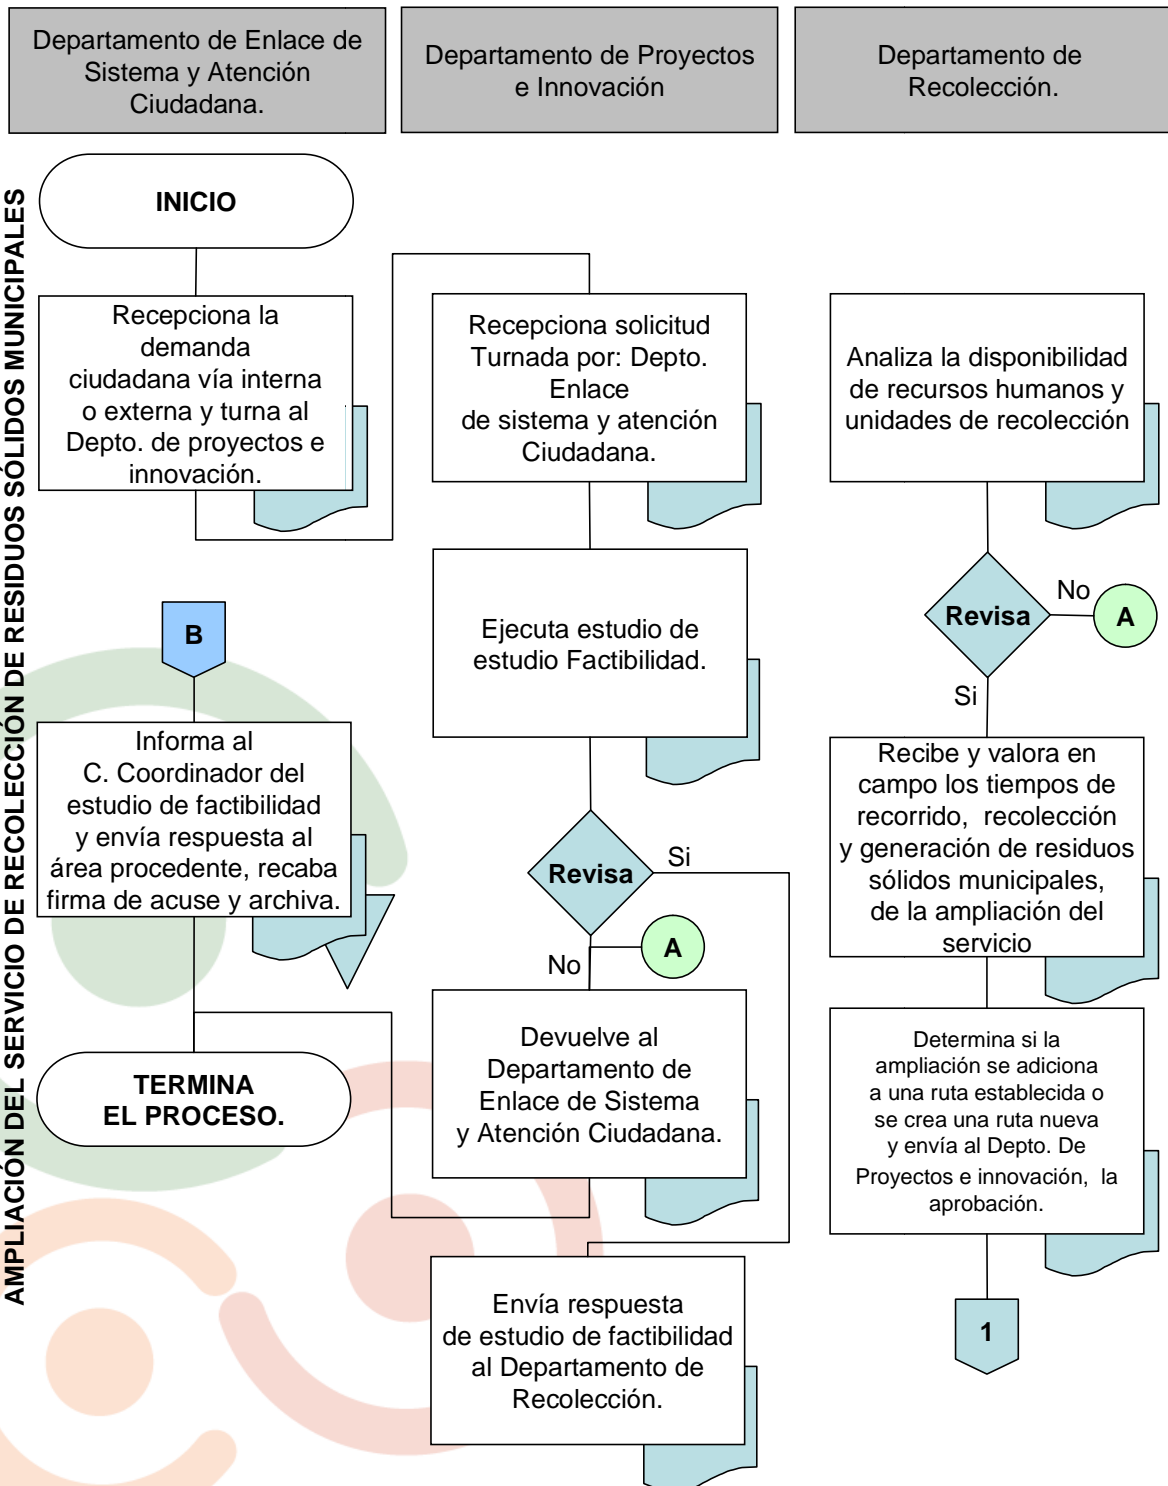 Departamento de Enlace de
Sistema y Atención
Ciudadana.
Departamento de Proyectos
e Innovación
Departamento de
Recolección.
AMPLIACIÓN DEL SERVICIO DE RECOLECCIÓN DE RESIDUOS SÓLIDOS MUNICIPALES
INICIO
Recepciona la
demanda
ciudadana vía interna
o externa y turna al
Depto. de proyectos e
innovación.
B
Informa al
C. Coordinador del
estudio de factibilidad
y envía respuesta al
área procedente, recaba
firma de acuse y archiva.
TERMINA
EL PROCESO.
Recepciona solicitud
Turnada por: Depto.
Enlace
de sistema y atención
Ciudadana.
Ejecuta estudio de
estudio Factibilidad.
Revisa
Si
No
A
Devuelve al
Departamento de
Enlace de Sistema
y Atención Ciudadana.
Envía respuesta
de estudio de factibilidad
al Departamento de
Recolección.
Analiza la disponibilidad
de recursos humanos y
unidades de recolección
Revisa
No
A
Si
Recibe y valora en
campo los tiempos de
recorrido, recolección
y generación de residuos
sólidos municipales,
de la ampliación del
servicio
Determina si la
ampliación se adiciona
a una ruta establecida o
se crea una ruta nueva
y envía al Depto. De
Proyectos e innovación, la
aprobación.
1